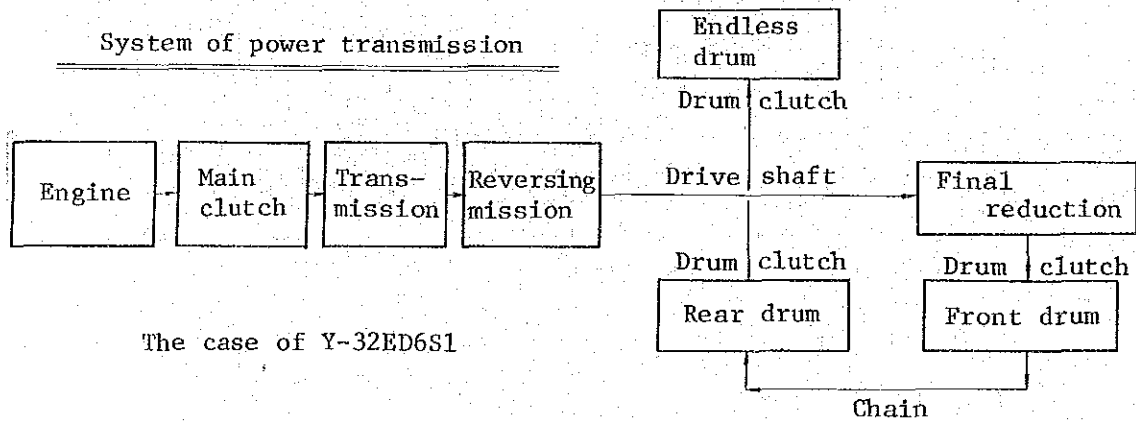 System of power transmission
Endless
drum
Drum clutch
Engine
Main
clutch
Trans-
mission
Reversing
mission
Drive shaft
Final
reduction
Drum clutch
Drum clutch
Rear drum
Front drum
The case of Y-32ED6S1
Chain